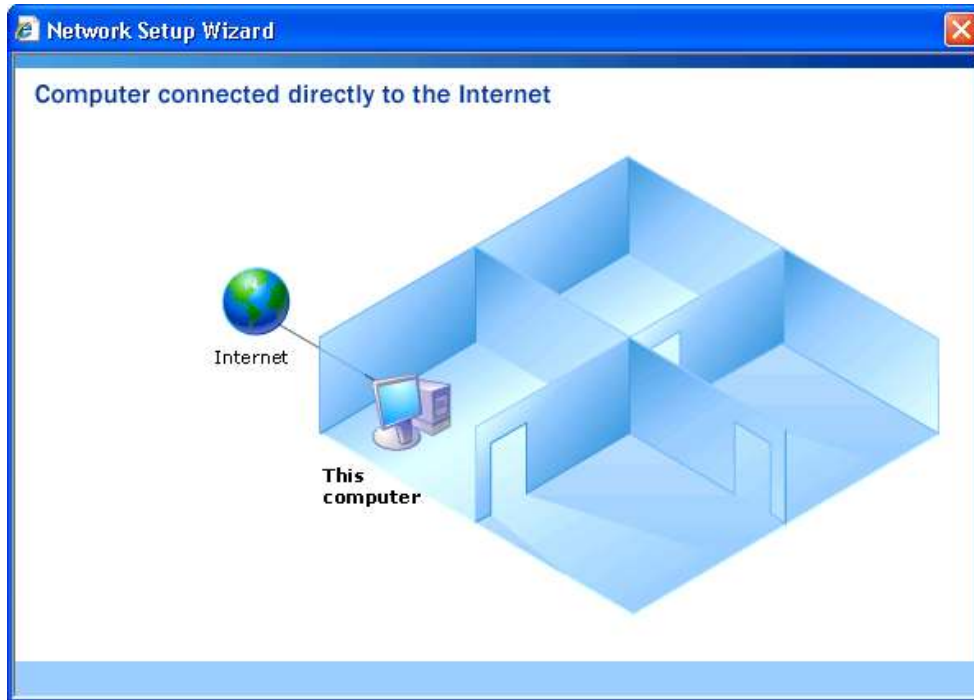 Network Setup Wizard
Computer connected directly to the Internet
Internet
This
computer